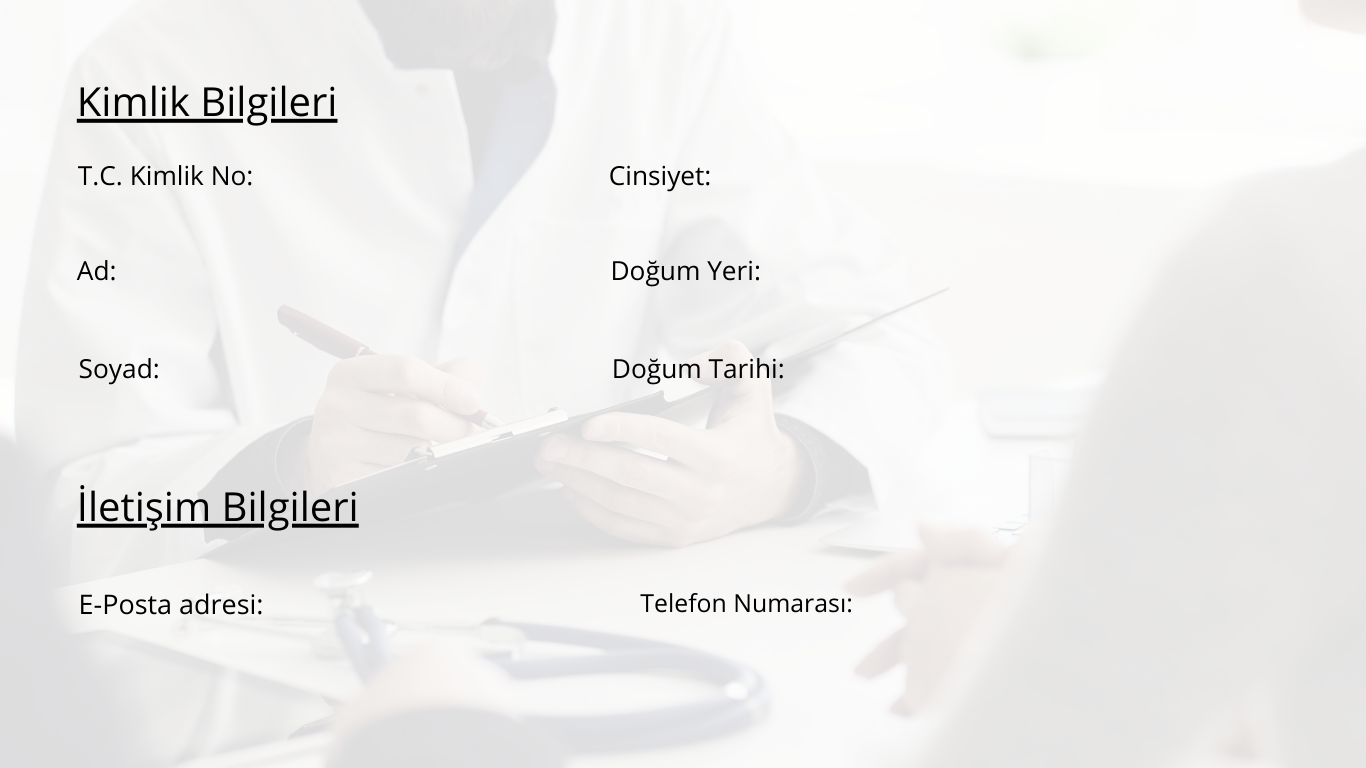 Kimlik Bilgileri
T.C. Kimlik No:
Cinsiyet:
Ad:
Doğum Yeri:
Soyad:
Doğum Tarihi:
İletişim Bilgileri
E-Posta adresi:
Telefon Numarası: